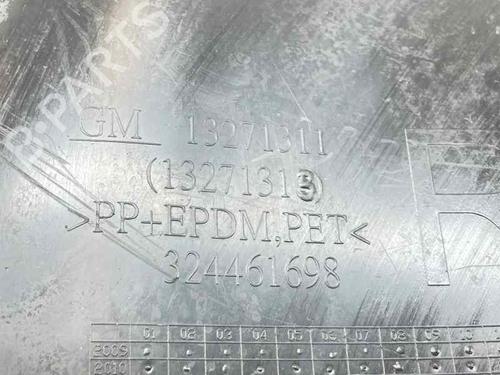 B-PARTS
GM 13271311
(13271313)
>PP+EPDM,PET<
324461698
R
01 02 03 04 05 06 07 08 09 10
2009
2010